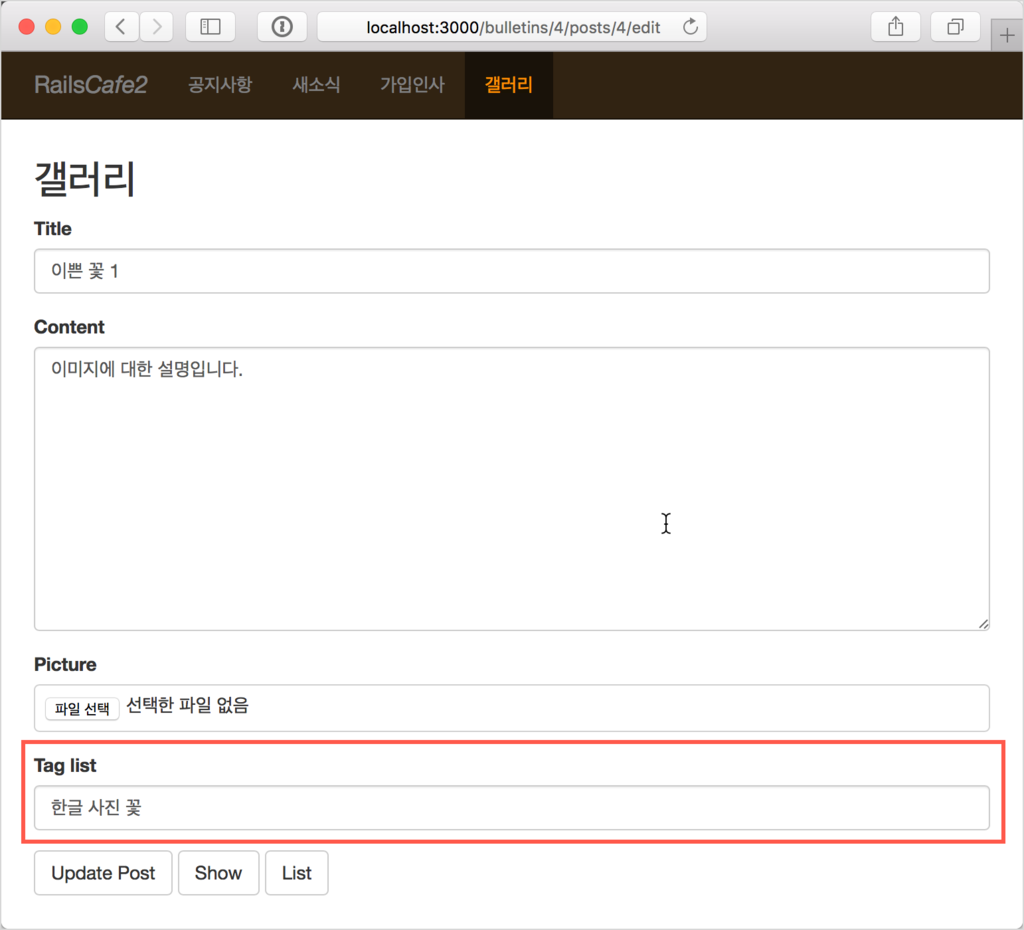 localhost:3000/bulletins/4/posts/4/edit
RailsCafe2 공지사항 새소식 가입인사 갤러리
갤러리
Title
이쁜 꽃 1
Content
이미지에 대한 설명입니다.
Picture
파일 선택 선택한 파일 없음
Tag list
한글 사진 꽃
Update Post Show List